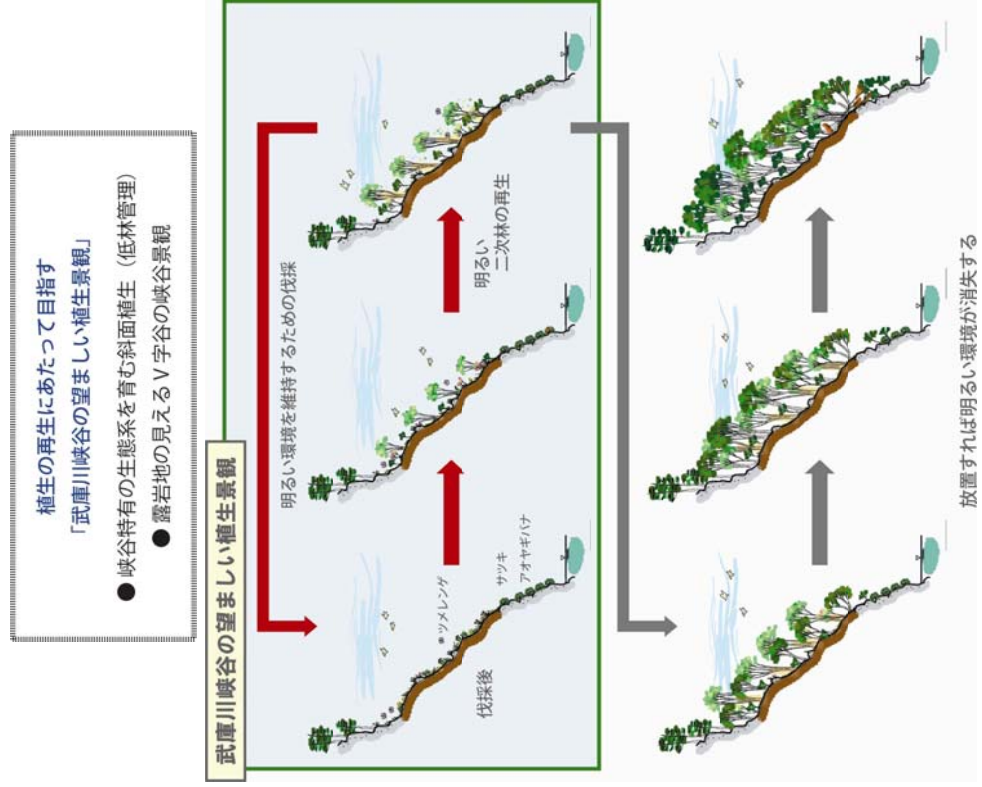 植生の再生にあたって目指す
「武庫川峡谷の望ましい植生景観」
● 峡谷特有の生態系を育む斜面植生（低林管理）
● 露岩地の見えるV字谷の峡谷景観
武庫川峡谷の望ましい植生景観
明るい環境を維持するための伐採
伐採後
＊ツメレンゲ
サツキ
アオヤギバナ
明るい
二次林の再生
放置すれば明るい環境が消失する